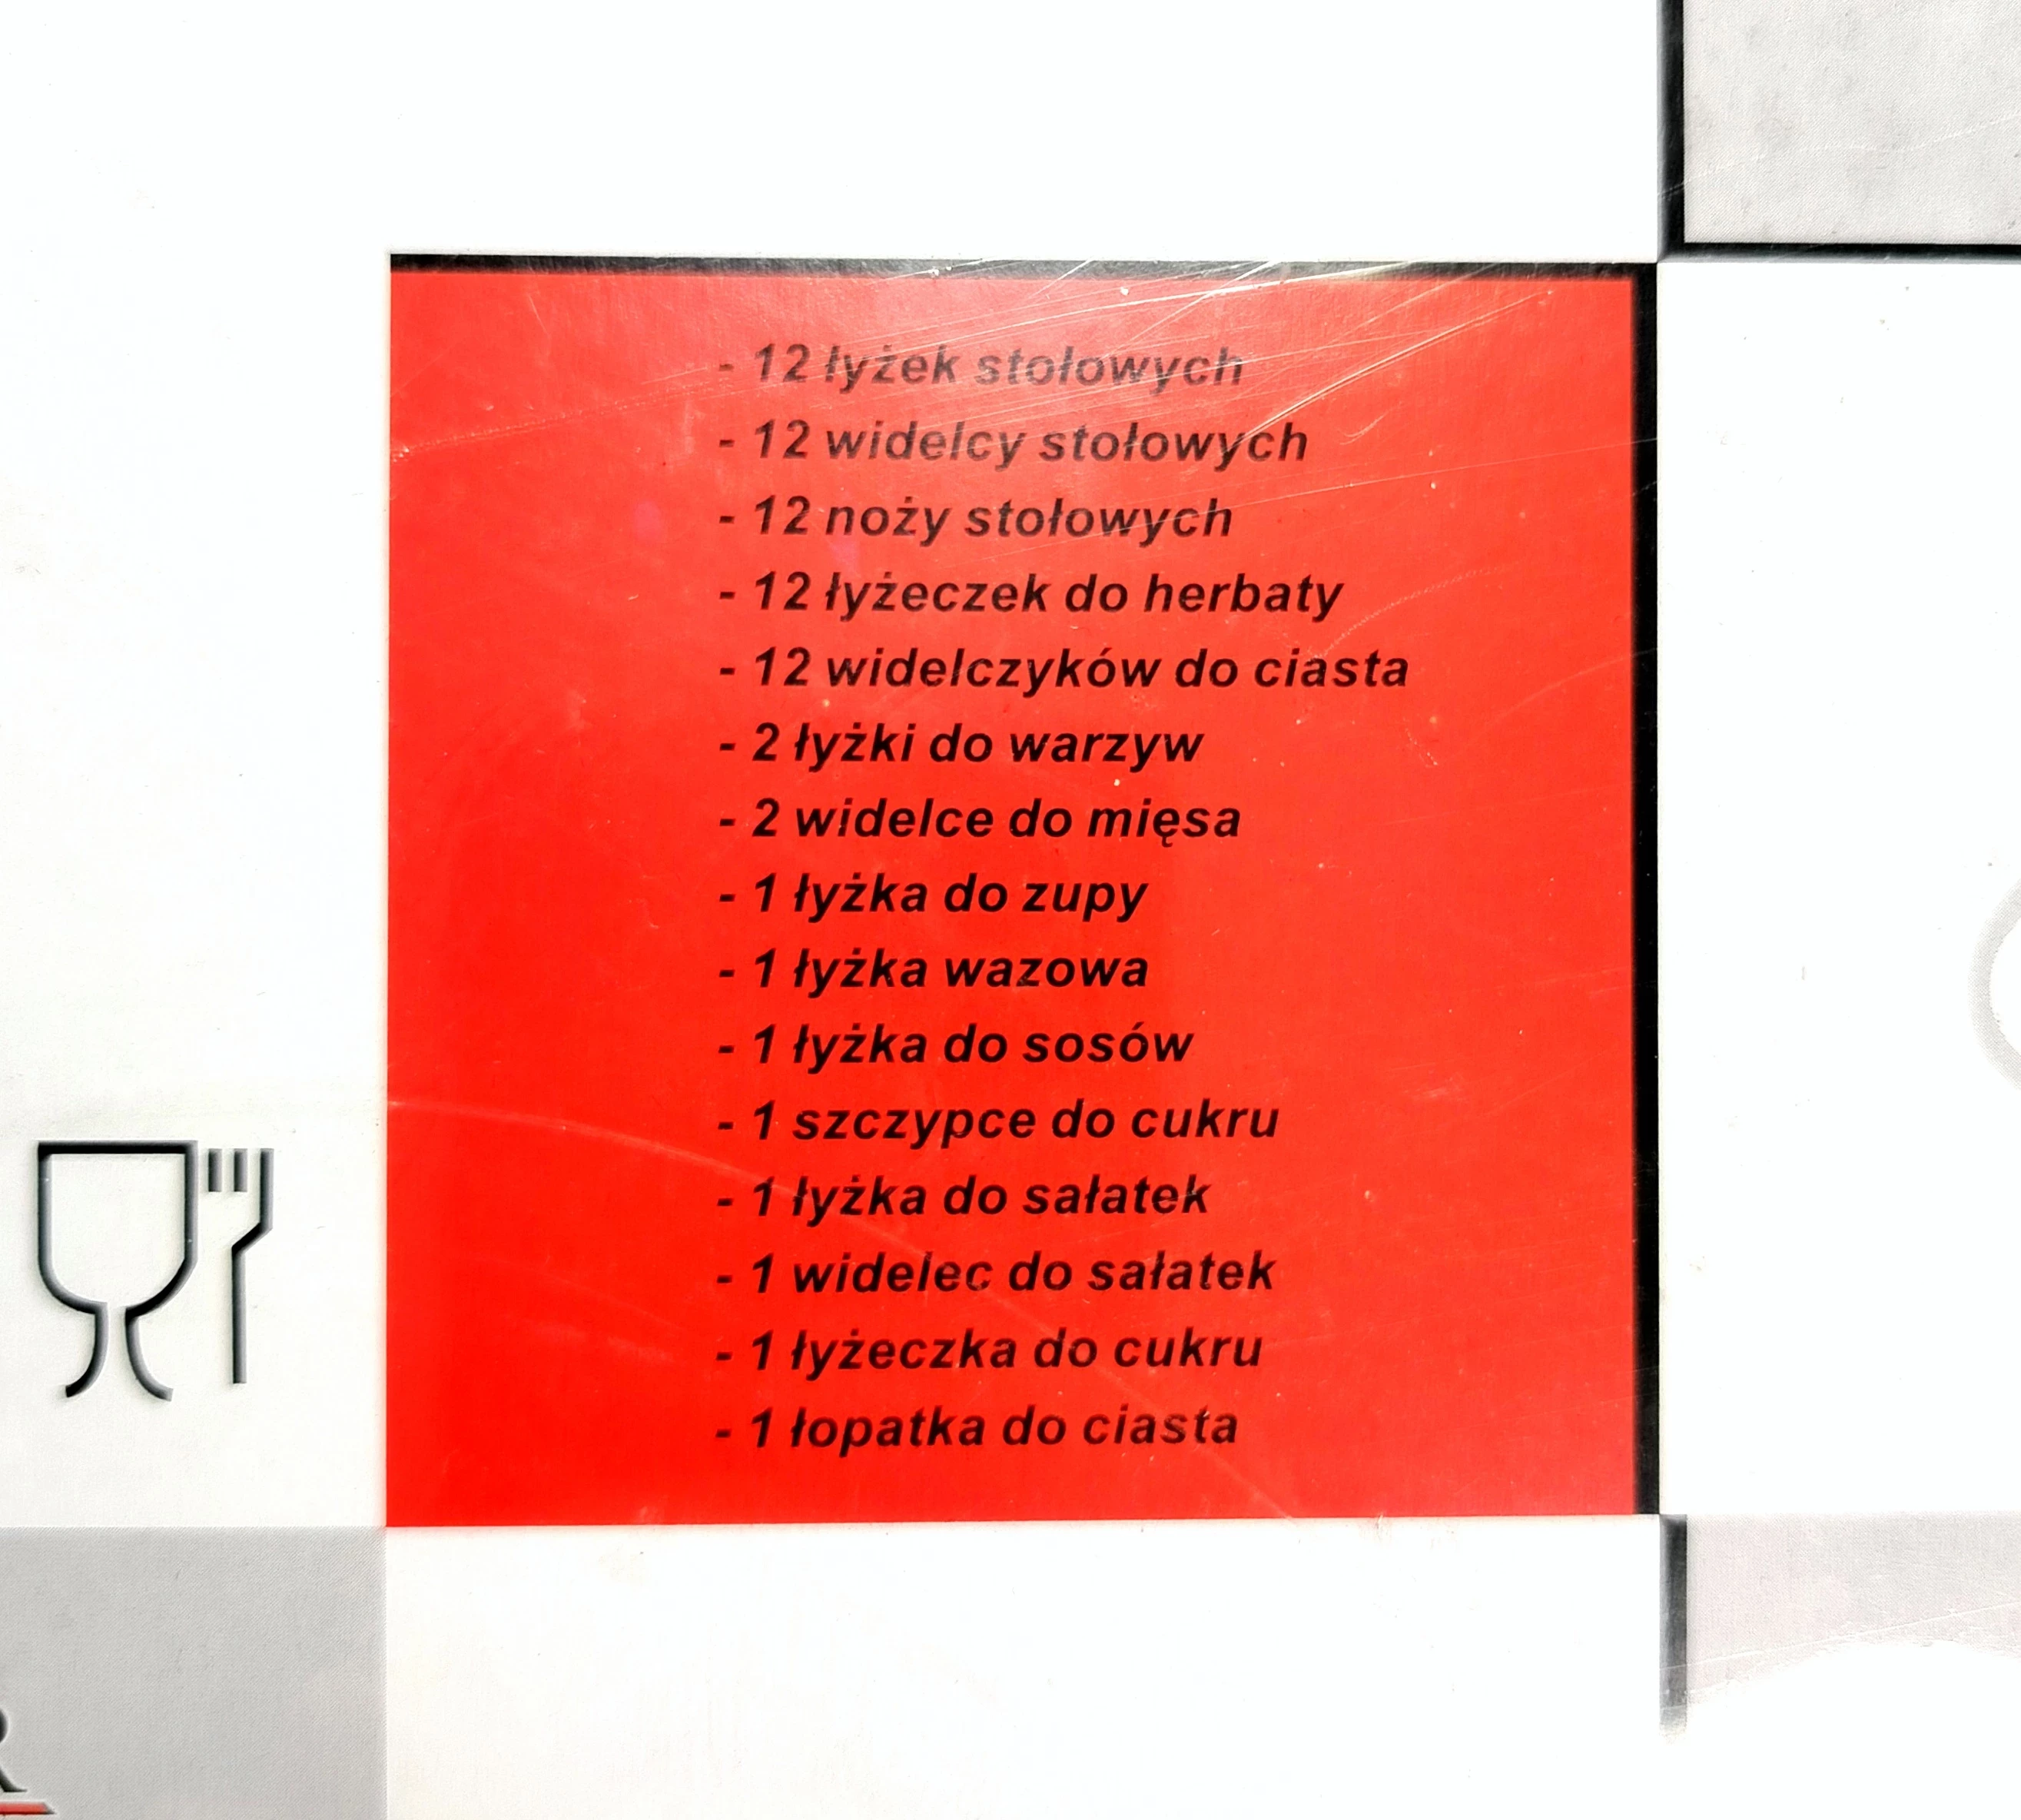 - 12 łyżek stołowych
- 12 widelcy stołowych
- 12 noży stołowych
- 12 łyżeczek do herbaty
- 12 widelczyków do ciasta
- 2 łyżki do warzyw
- 2 widelce do mięsa
- 1 łyżka do zupy
- 1 łyżka wazowa
- 1 łyżka do sosów
- 1 szczypce do cukru
- 1 łyżka do sałatek
- 1 widelec do sałatek
- 1 łyżeczka do cukru
- 1 łopatka do ciasta